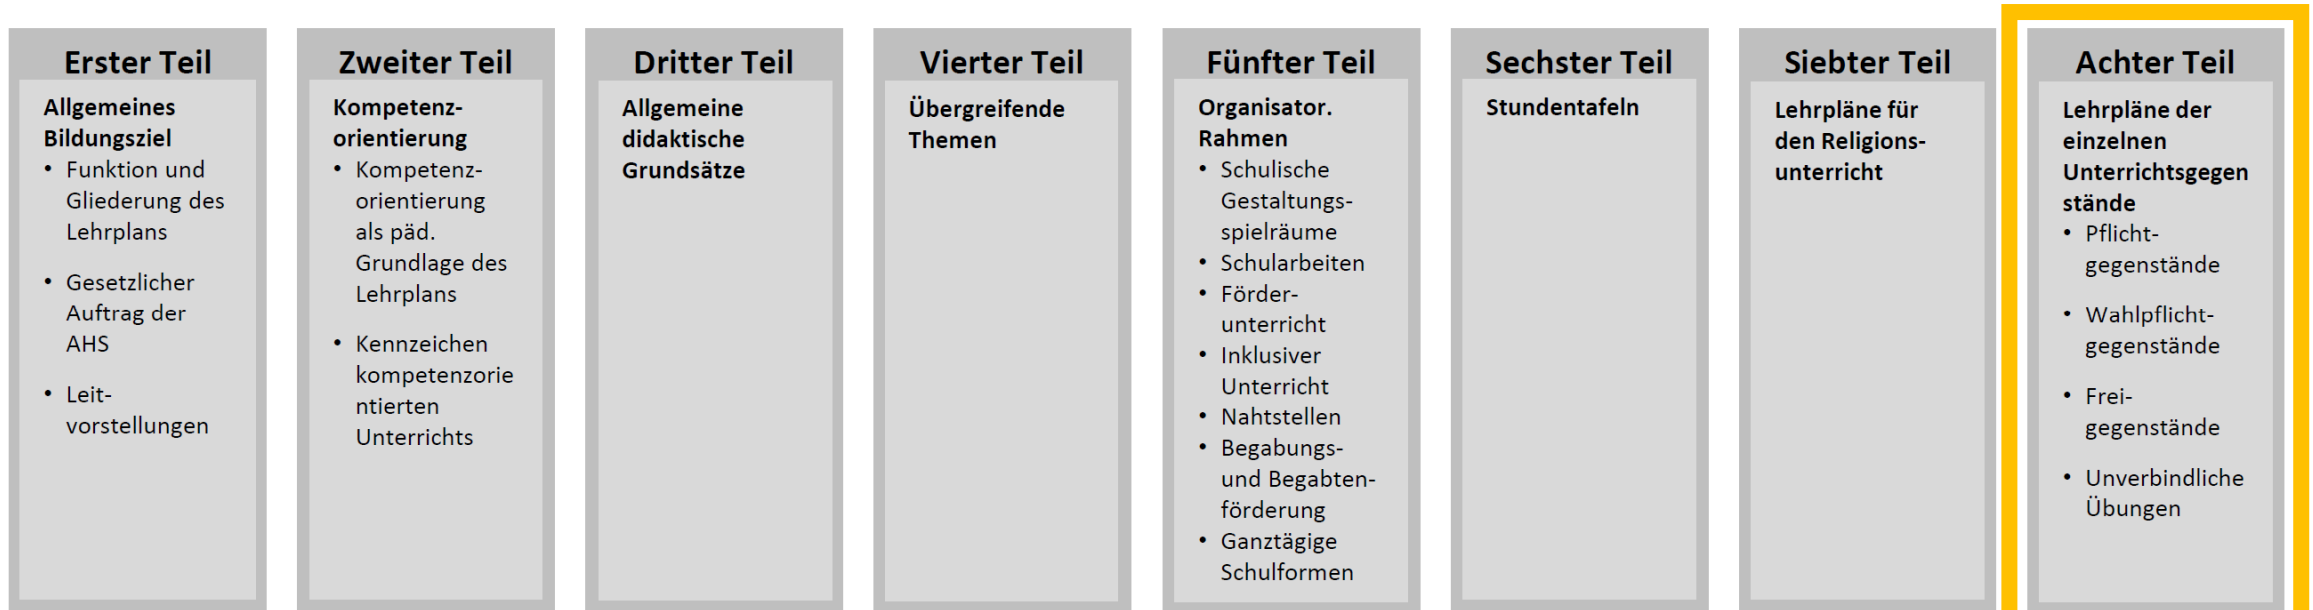 Erster Teil
Allgemeines
Bildungsziel
• Funktion und
Gliederung des
Lehrplans
• Gesetzlicher
Auftrag der
AHS
• Leit-
vorstellungen
Zweiter Teil
Kompetenz-
orientierung
• Kompetenz-
orientierung
als päd.
Grundlage des
Lehrplans
• Kennzeichen
kompetenzorie
ntierten
Unterrichts
Dritter Teil
Allgemeine
didaktische
Grundsätze
Vierter Teil
Übergreifende
Themen
Fünfter Teil
Organisator.
Rahmen
• Schulische
Gestaltungs-
spielräume
• Schularbeiten
• Förder-
unterricht
• Inklusiver
Unterricht
• Nahtstellen
• Begabungs-
und Begabten-
förderung
• Ganztägige
Schulformen
Sechster Teil
Stundentafeln
Siebter Teil
Lehrpläne für
den Religions-
unterricht
Achter Teil
Lehrpläne der
einzelnen
Unterrichtsgegen
stände
• Pflicht-
gegenstände
• Wahlpflicht-
gegenstände
• Frei-
gegenstände
• Unverbindliche
Übungen